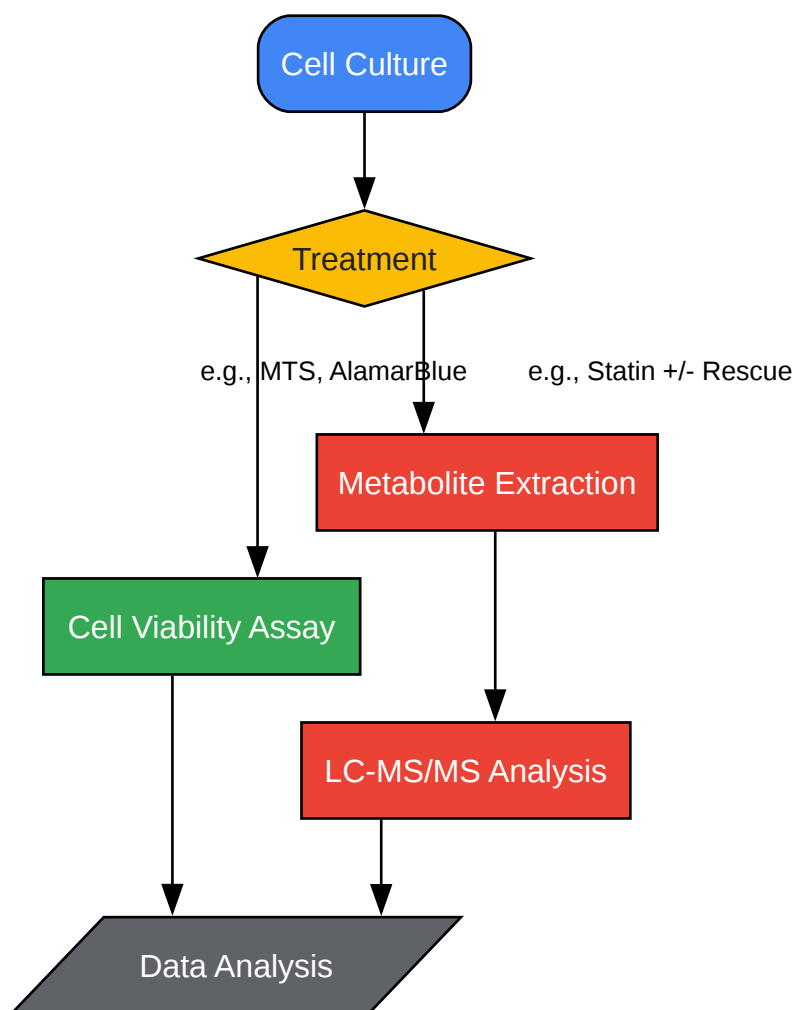 Cell Culture
Treatment
e.g., MTS, AlamarBlue
e.g., Statin +/- Rescue
Metabolite Extraction
Cell Viability Assay
LC-MS/MS Analysis
Data Analysis